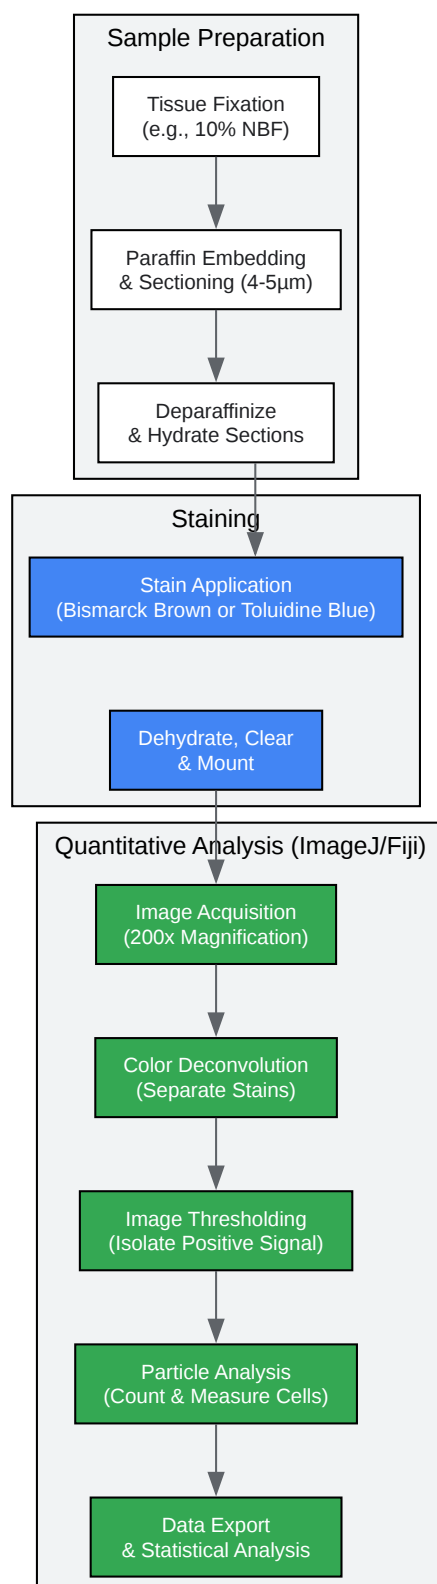 Sample Preparation
Tissue Fixation
(e.g., 10% NBF)
Paraffin Embedding
& Sectioning (4-5µm)
Deparaffinize
& Hydrate Sections
Staining
Stain Application
(Bismarck Brown or Toluidine Blue)
Dehydrate, Clear
& Mount
Quantitative Analysis (ImageJ/Fiji)
Image Acquisition
(200x Magnification)
Color Deconvolution
(Separate Stains)
Image Thresholding
(Isolate Positive Signal)
Particle Analysis
(Count & Measure Cells)
Data Export
& Statistical Analysis